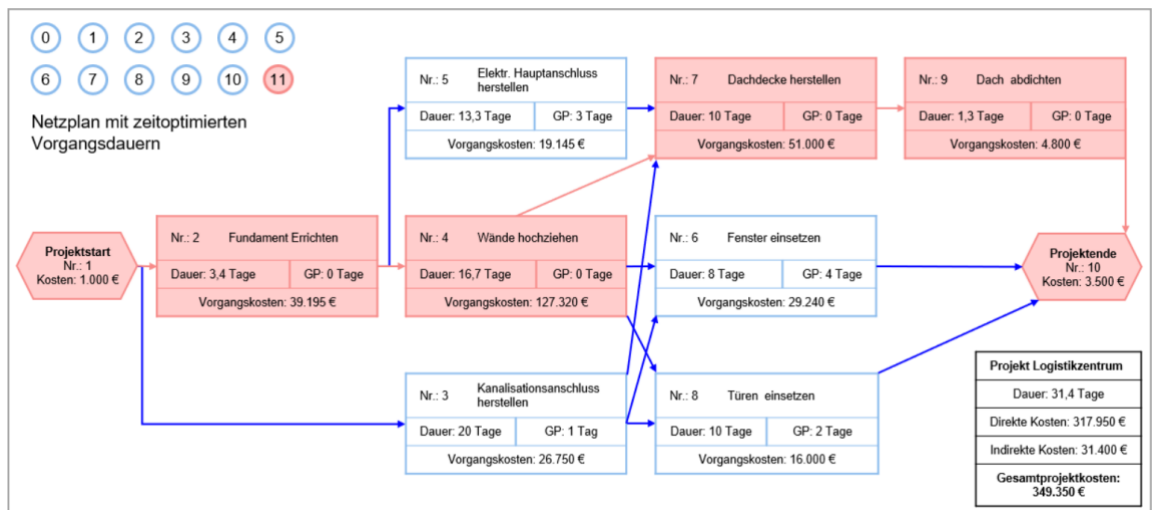 0 1 2 3 4 5
6 7 8 9 10 11
Netzplan mit zeitoptimierten
Vorgangsdauern
Projektstart
Nr.: 1
Kosten: 1.000 €
Nr.: 2 Fundament Errichten
Dauer: 3,4 Tage GP: 0 Tage
Vorgangskosten: 39.195 €
Nr.: 5 Elektr. Hauptanschluss
herstellen
Dauer: 13,3 Tage GP: 3 Tage
Vorgangskosten: 19.145 €
Nr.: 4 Wände hochziehen
Dauer: 16,7 Tage GP: 0 Tage
Vorgangskosten: 127.320 €
Nr.: 3 Kanalisationsanschluss
herstellen
Dauer: 20 Tage GP: 1 Tag
Vorgangskosten: 26.750 €
Nr.: 7 Dachdecke herstellen
Dauer: 10 Tage GP: 0 Tage
Vorgangskosten: 51.000 €
Nr.: 6 Fenster einsetzen
Dauer: 8 Tage GP: 4 Tage
Vorgangskosten: 29.240 €
Nr.: 8 Türen einsetzen
Dauer: 10 Tage GP: 2 Tage
Vorgangskosten: 16.000 €
Nr.: 9 Dach abdichten
Dauer: 1,3 Tage GP: 0 Tage
Vorgangskosten: 4.800 €
Projektende
Nr.: 10
Kosten: 3.500 €
Projekt Logistikzentrum
Dauer: 31,4 Tage
Direkte Kosten: 317.950 €
Indirekte Kosten: 31.400 €
Gesamtprojektkosten:
349.350 €